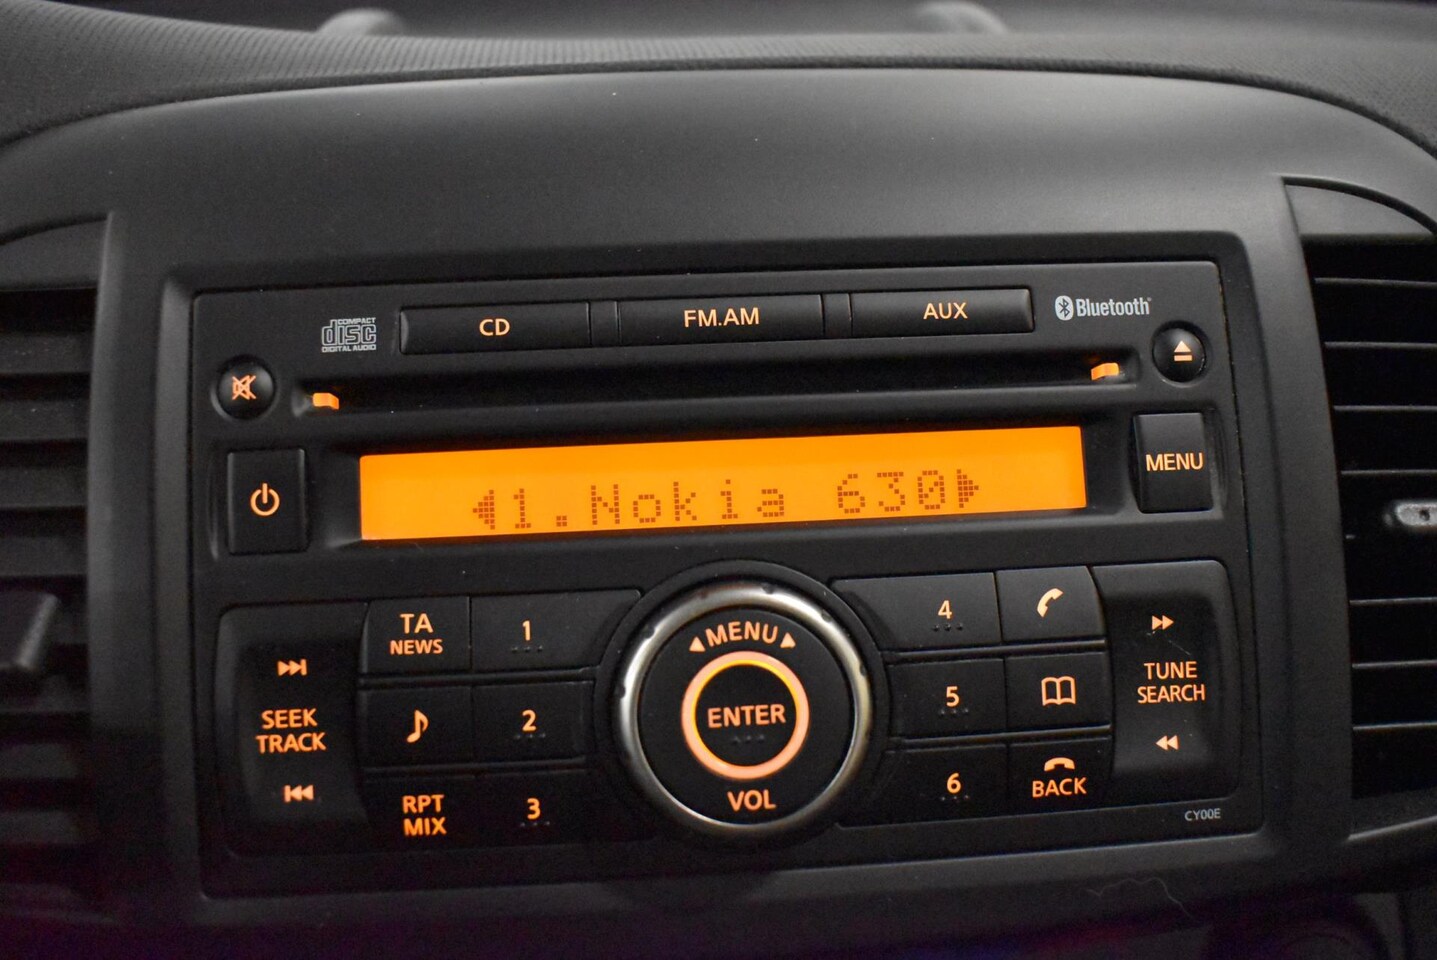 COMPACT
disc
DIGITAL AUDIO
CD
FM.AM
AUX
Bluetooth
MENU
1.Nokia 630
TA
NEWS
1
MENU
4
SEEK
TRACK
2
ENTER
5
TUNE
SEARCH
RPT
MIX
3
VOL
6
BACK
CY00E